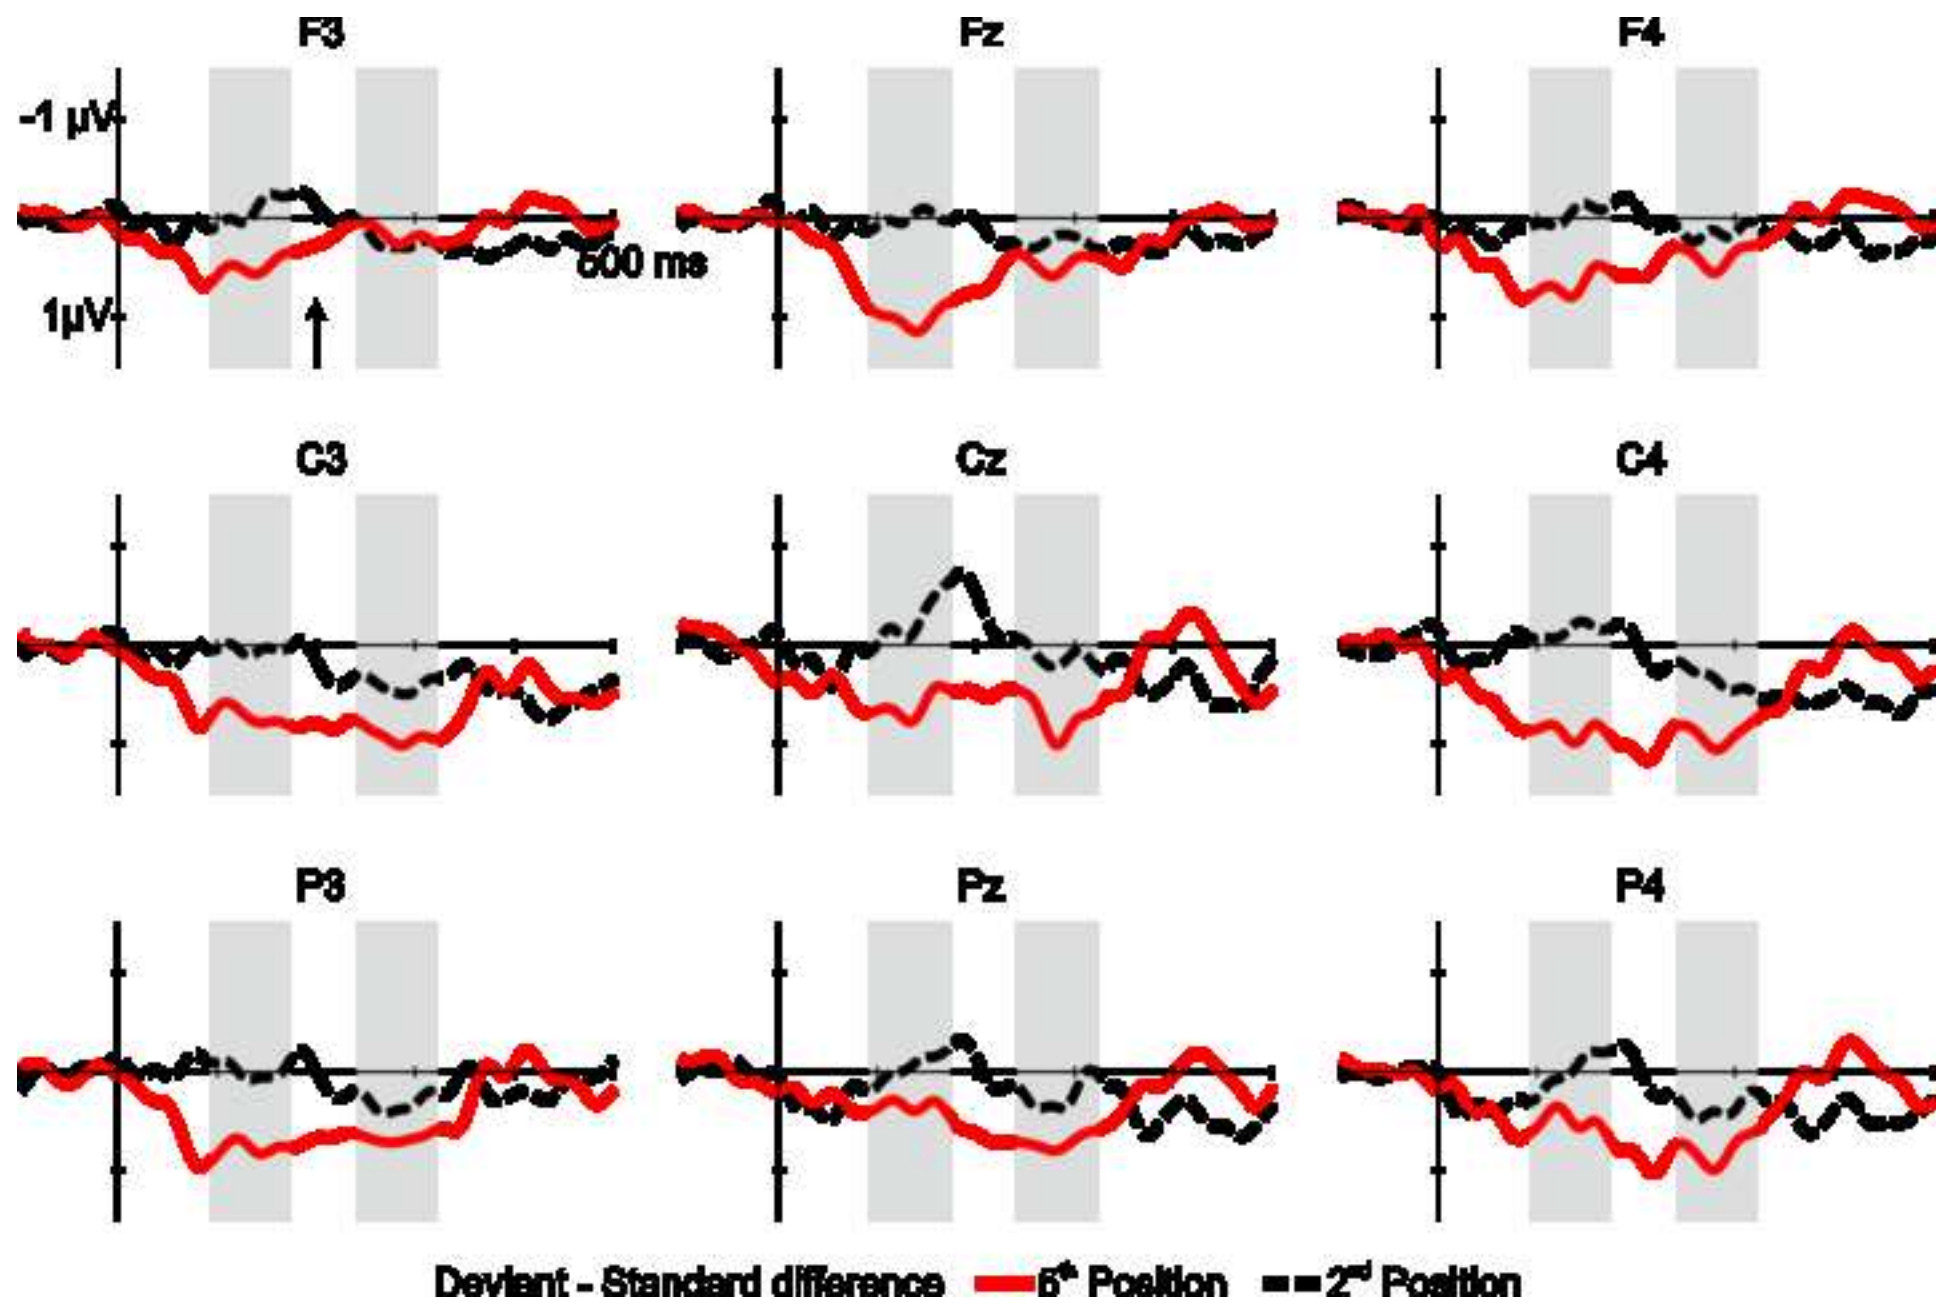 F3 Fz F4
-1 µV
500 ms
1µV
C3 Cz C4
P3 Pz P4
Deviant - Standard difference Position 2nd Position